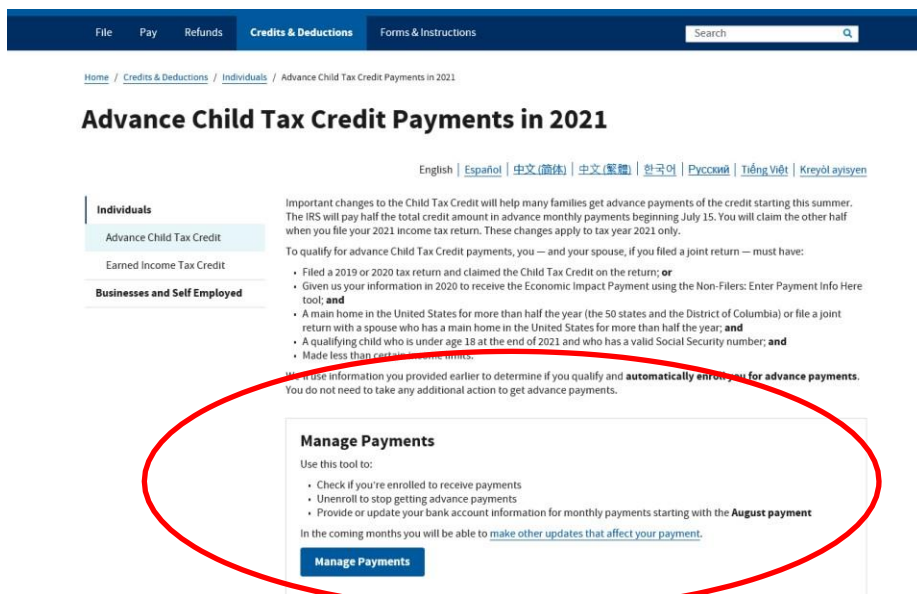 File Pay Refunds Credits & Deductions Forms & Instructions Search
Home / Credits & Deductions / Individuals / Advance Child Tax Credit Payments in 2021
Advance Child Tax Credit Payments in 2021
English | Español | 中文 (简体) | 中文 (繁體) | 한국어 | Русский | Tiếng Việt | Kreyòl ayisyen
Individuals
Advance Child Tax Credit
Earned Income Tax Credit
Businesses and Self Employed
Important changes to the Child Tax Credit will help many families get advance payments of the credit starting this summer.
The IRS will pay half the total credit amount in advance monthly payments beginning July 15. You will claim the other half
when you file your 2021 income tax return. These changes apply to tax year 2021 only.
To qualify for advance Child Tax Credit payments, you — and your spouse, if you filed a joint return — must have:
• Filed a 2019 or 2020 tax return and claimed the Child Tax Credit on the return; or
• Given us your information in 2020 to receive the Economic Impact Payment using the Non-Filers: Enter Payment Info Here
tool; and
• A main home in the United States for more than half the year (the 50 states and the District of Columbia) or file a joint
return with a spouse who has a main home in the United States for more than half the year; and
• A qualifying child who is under age 18 at the end of 2021 and who has a valid Social Security number; and
• Made less than certain income limits.
We'll use information you provided earlier to determine if you qualify and automatically enroll you for advance payments.
You do not need to take any additional action to get advance payments.
Manage Payments
Use this tool to:
• Check if you're enrolled to receive payments
• Unenroll to stop getting advance payments
• Provide or update your bank account information for monthly payments starting with the August payment
In the coming months you will be able to make other updates that affect your payment.
Manage Payments